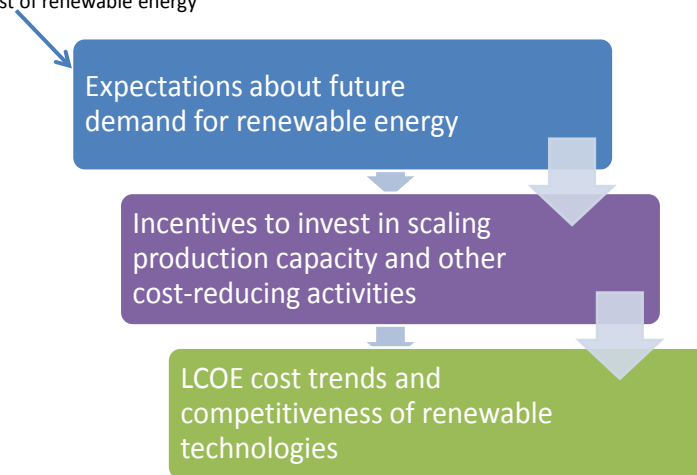 st of renewable energy
Expectations about future
demand for renewable energy
Incentives to invest in scaling
production capacity and other
cost-reducing activities
LCOE cost trends and
competitiveness of renewable
technologies